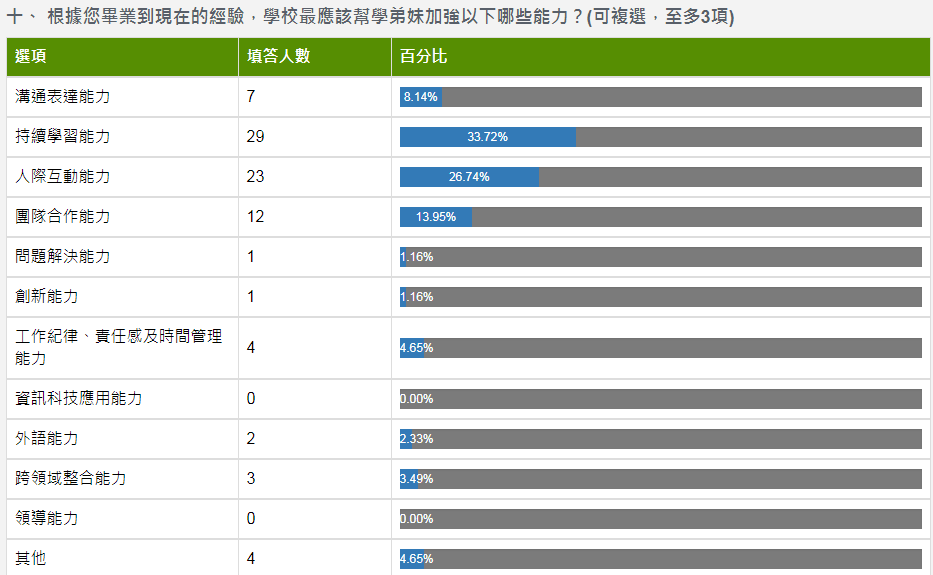 十、 根據您畢業到現在的經驗，學校最應該幫學弟妹加強以下哪些能力？(可複選，至多3項)
選項 填答人數 百分比
溝通表達能力 7 8.14%
持續學習能力 29 33.72%
人際互動能力 23 26.74%
團隊合作能力 12 13.95%
問題解決能力 1 1.16%
創新能力 1 1.16%
工作紀律、責任感及時間管理
能力 4 4.65%
資訊科技應用能力 0 0.00%
外語能力 2 2.33%
跨領域整合能力 3 3.49%
領導能力 0 0.00%
其他 4 4.65%